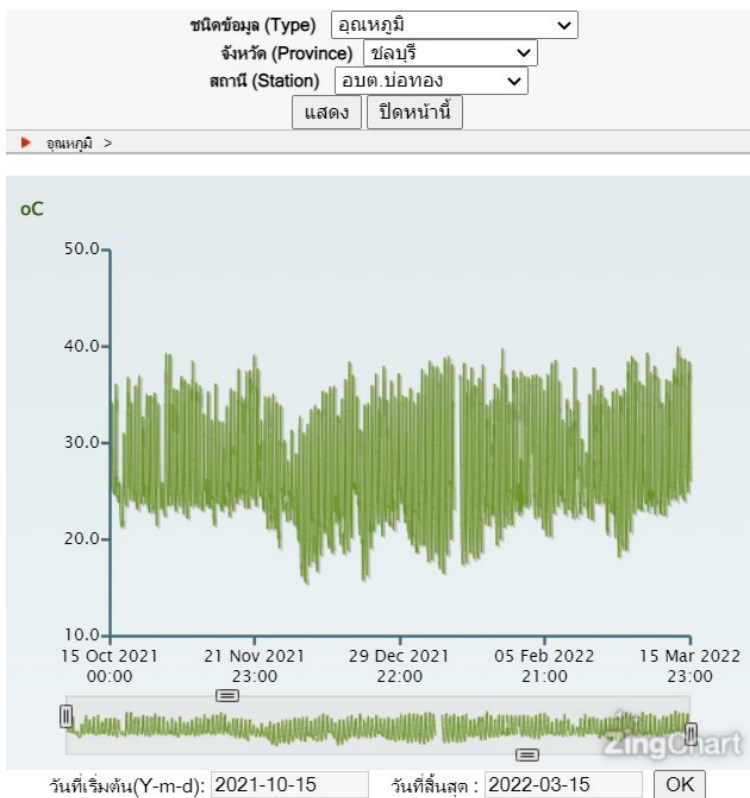 ชนิดข้อมูล (Type) อุณหภูมิ
จังหวัด (Province) ชลบุรี
สถานี (Station) อบต.บ่อทอง
แสดง ปิดหน้านี้
อุณหภูมิ >
oC
50.0
40.0
30.0
20.0
10.0
15 Oct 2021 21 Nov 2021 29 Dec 2021 05 Feb 2022 15 Mar 2022
00:00 23:00 22:00 21:00 23:00
ZingChart
วันที่เริ่มต้น(Y-m-d): 2021-10-15 วันที่สิ้นสุด : 2022-03-15 OK